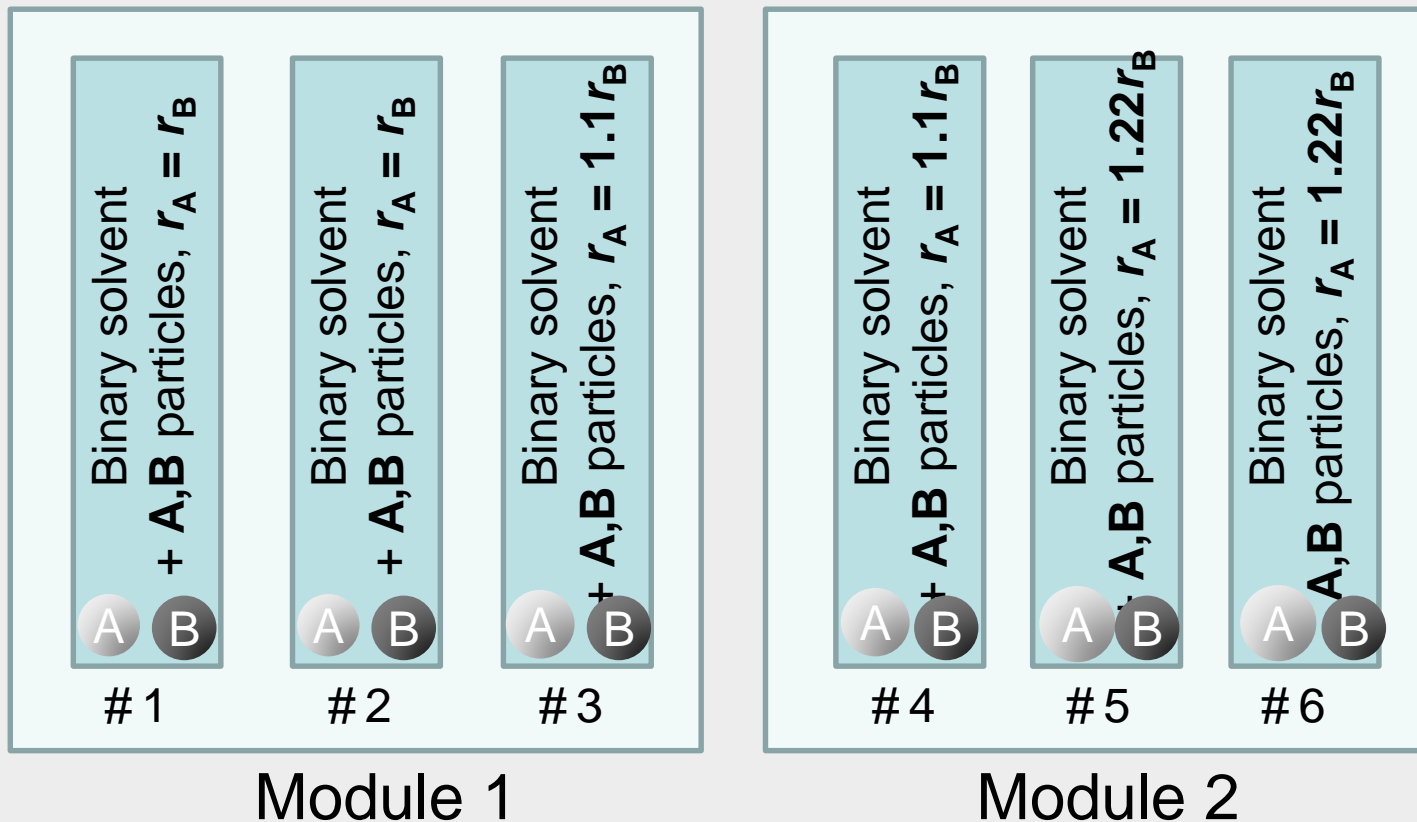 Binary solvent
+ A,B particles, rA = rB
A B
#1
Binary solvent
+ A,B particles, rA = rB
A B
#2
Binary solvent
+ A,B particles, rA = 1.1rB
A B
#3
Module 1
Binary solvent
+ A,B particles, rA = 1.1rB
A B
#4
Binary solvent
+ A,B particles, rA = 1.22rB
A B
#5
Binary solvent
A,B particles, rA = 1.22rB
A B
#6
Module 2